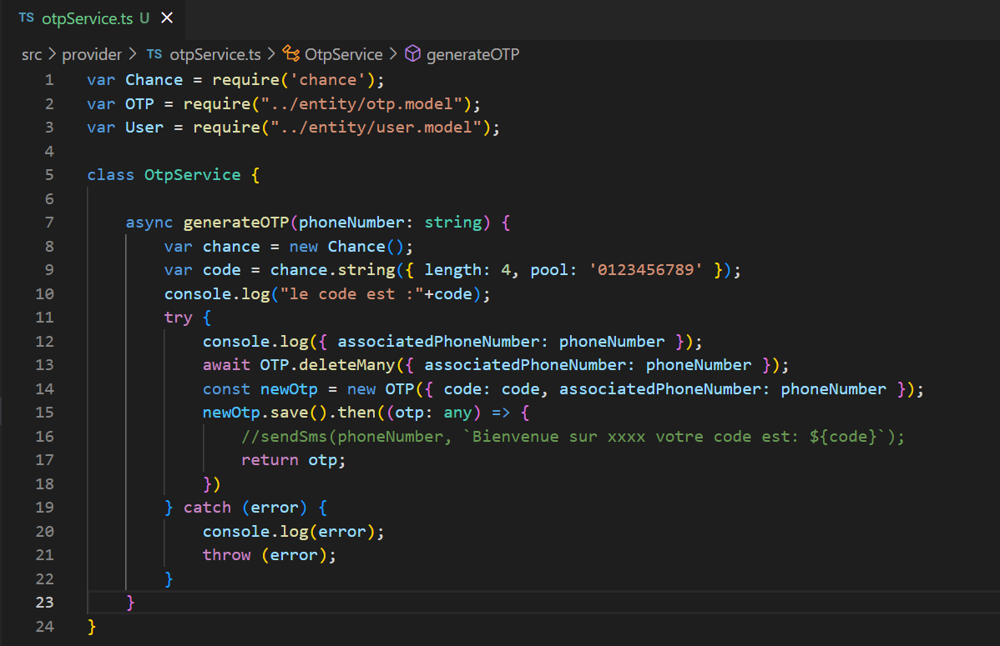 TS otpService.ts U ×
src > provider > TS otpService.ts > OtpService > generateOTP
1 var Chance = require('chance');
2 var OTP = require("../entity/otp.model");
3 var User = require("../entity/user.model");
4
5 class OtpService {
6
7     async generateOTP(phoneNumber: string) {
8         var chance = new Chance();
9         var code = chance.string({ length: 4, pool: '0123456789' });
10         console.log("le code est :"+code);
11         try {
12             console.log({ associatedPhoneNumber: phoneNumber });
13             await OTP.deleteMany({ associatedPhoneNumber: phoneNumber });
14             const newOtp = new OTP({ code: code, associatedPhoneNumber: phoneNumber });
15             newOtp.save().then((otp: any) => {
16                 //sendSms(phoneNumber, `Bienvenue sur xxxx votre code est: ${code}`);
17                 return otp;
18             })
19         } catch (error) {
20             console.log(error);
21             throw (error);
22         }
23     }
24 }